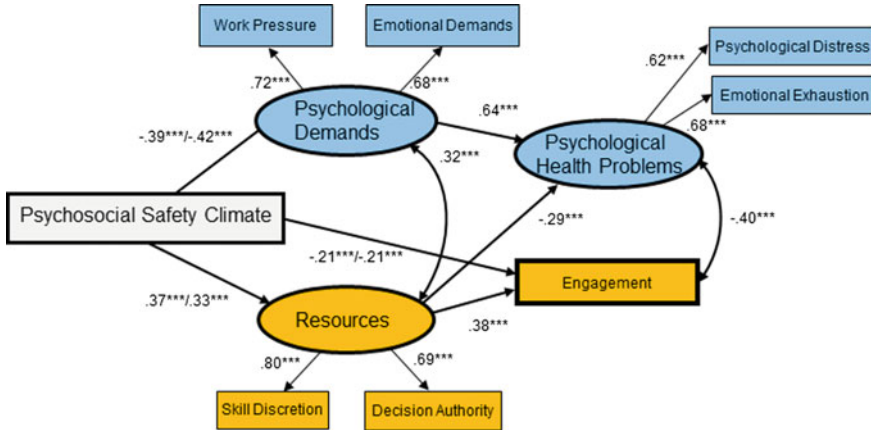 Work Pressure
Emotional Demands
Psychological Distress
.72***
.68***
.62***
Emotional Exhaustion
Psychological
Demands
.64***
.68***
-.39***/-.42***
Psychological
Health Problems
.32***
Psychosocial Safety Climate
-.29***
-.40***
-.21***/-.21***
Engagement
.37***/.33***
Resources
.38***
.80***
.69***
Skill Discretion
Decision Authority